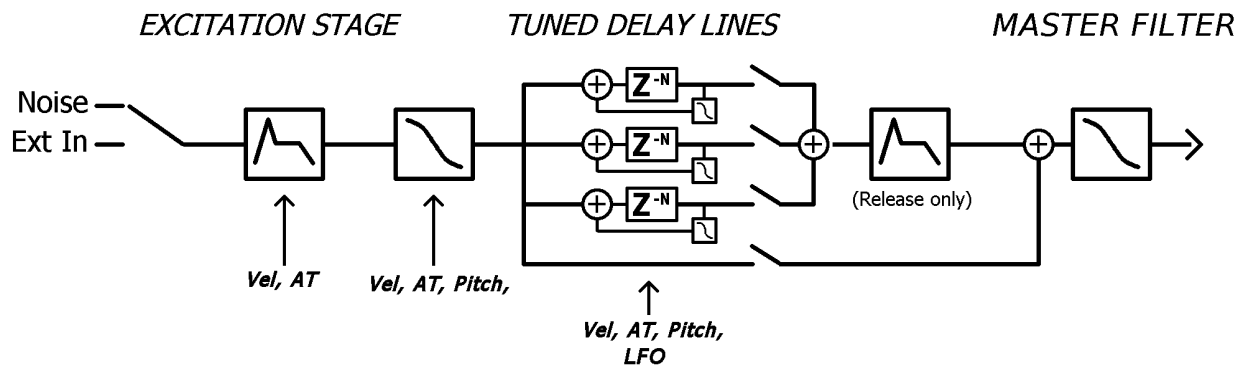 EXCITATION STAGE
TUNED DELAY LINES
MASTER FILTER
Noise
Ext In
+
Z-N
+
Z-N
+
Z-N
+
+
(Release only)
Vel, AT
Vel, AT, Pitch,
Vel, AT, Pitch,
LFO